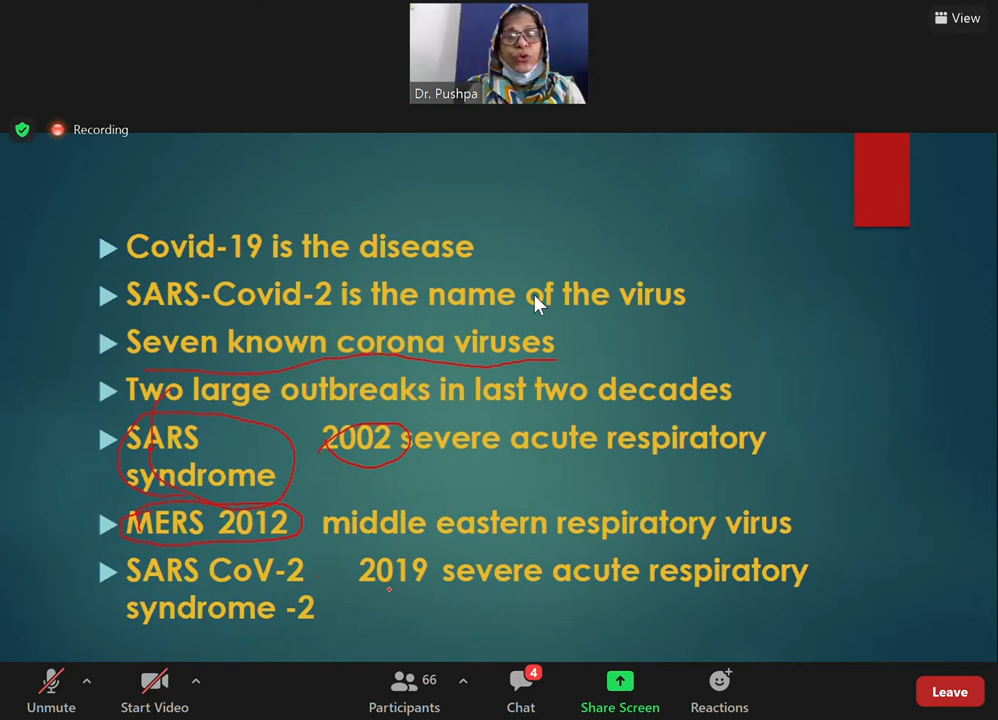 View
Dr. Pushpa
Recording
Covid-19 is the disease
SARS-Covid-2 is the name of the virus
Seven known corona viruses
Two large outbreaks in last two decades
SARS 2002 severe acute respiratory
syndrome
MERS 2012 middle eastern respiratory virus
SARS CoV-2 2019 severe acute respiratory
syndrome -2
66 4
Unmute Start Video Participants Chat Share Screen Reactions Leave